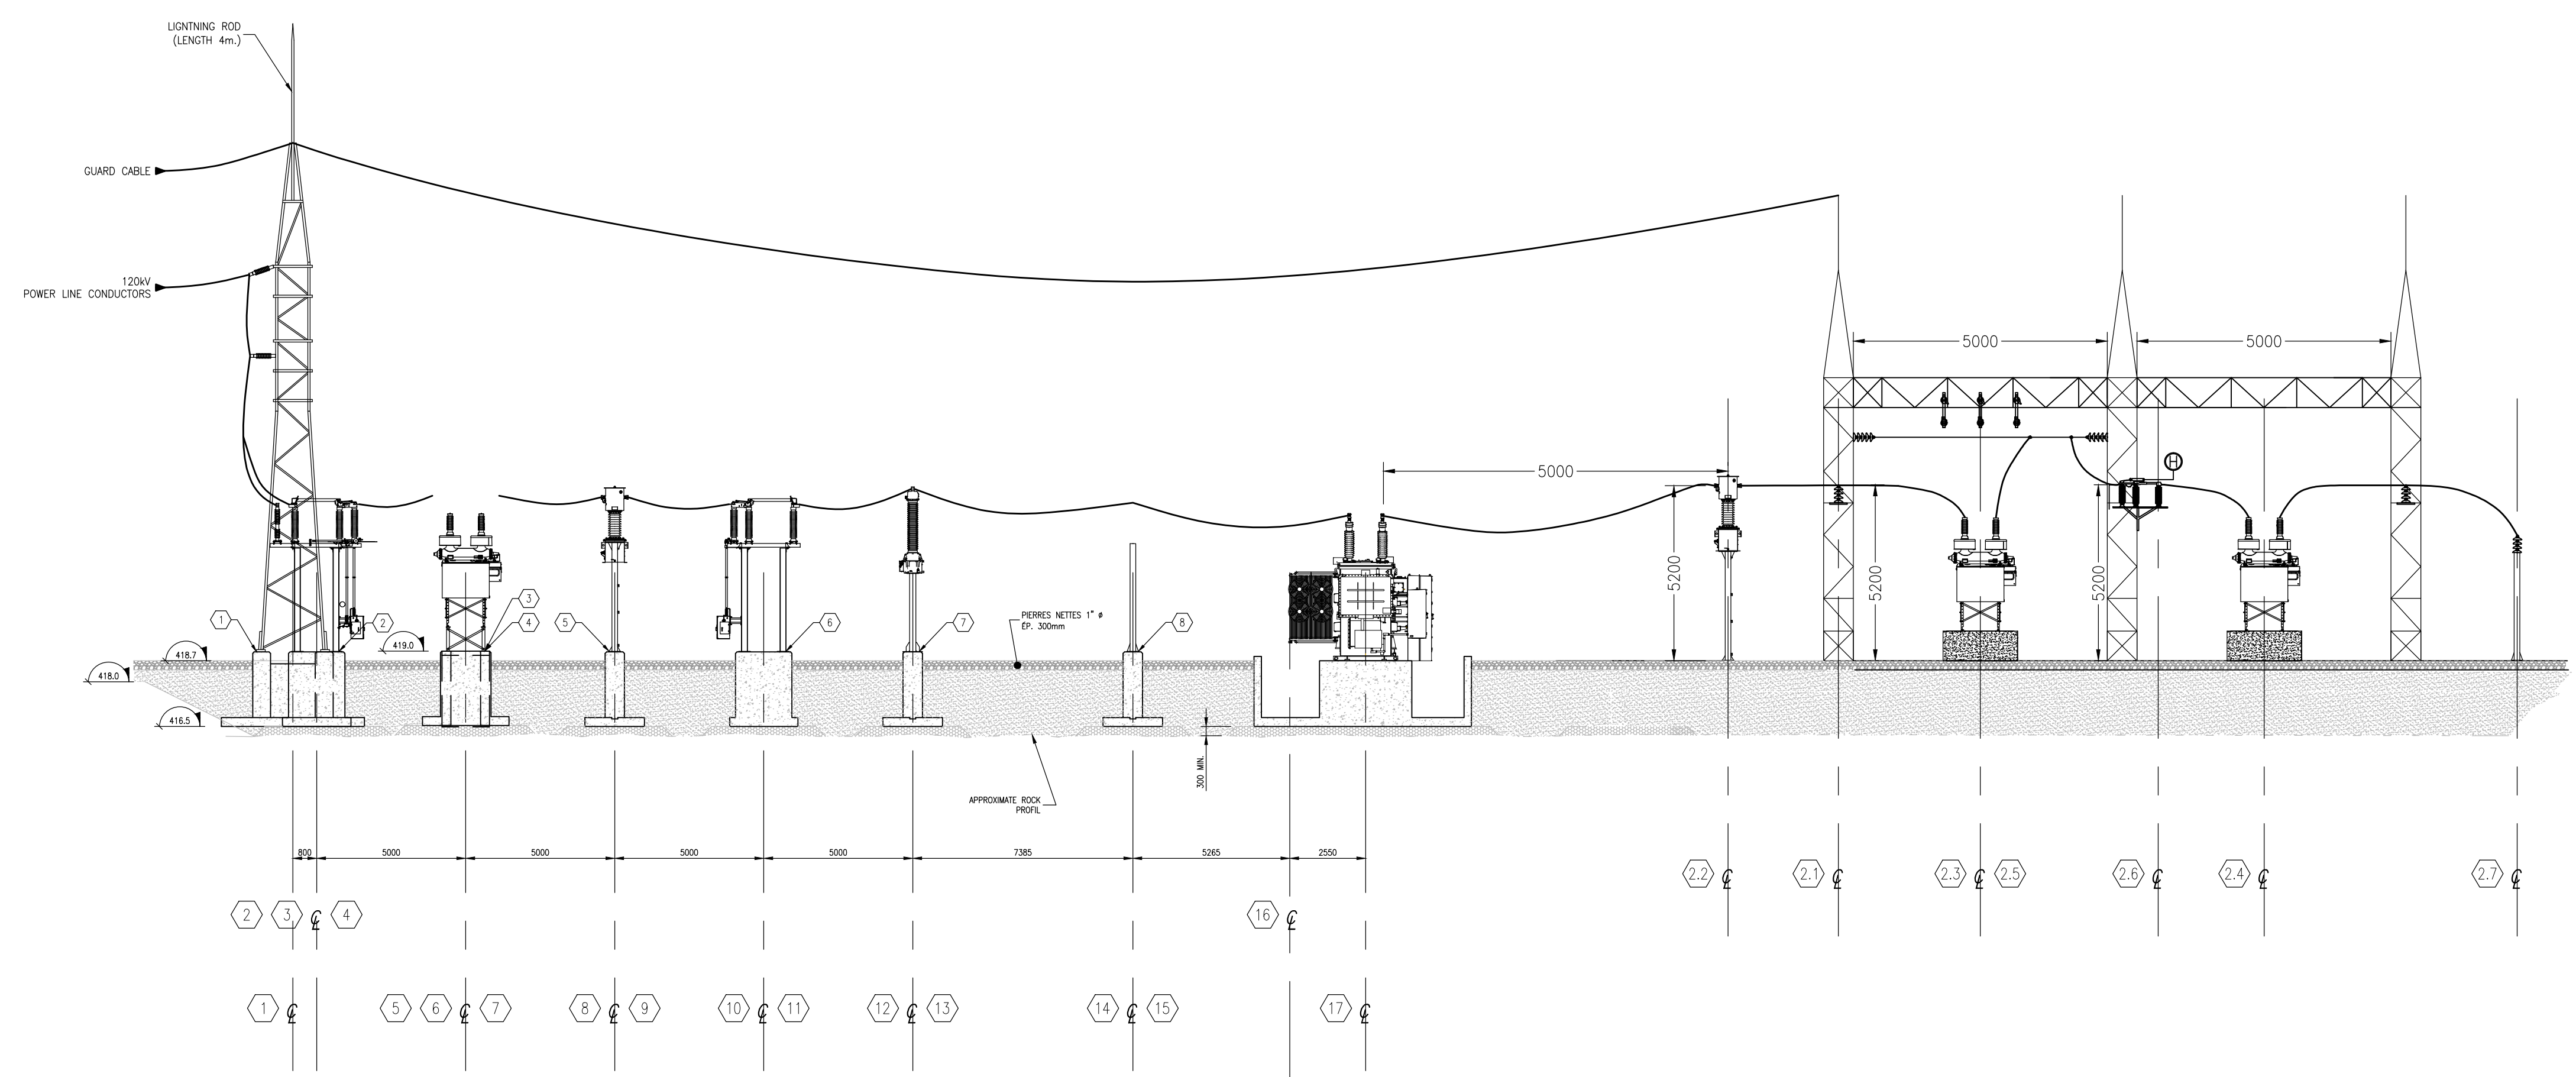 LIGNTNING ROD
(LENGTH 4m.)
GUARD CABLE
120kV
POWER LINE CONDUCTORS
5000
5000
5000
H
5200
5200
5200
1
2
3
4
5
6
7
8
PIERRES NETTES 1" ø
ÉP. 300mm
418.7
419.0
418.0
416.5
300 MIN.
APPROXIMATE ROCK
PROFIL
800
5000
5000
5000
5000
7385
5265
2550
2.2 ℄
2.1 ℄
2.3 ℄ 2.5
2.6 ℄
2.4 ℄
2.7 ℄
2 3 ℄ 4
16 ℄
1 ℄
5 6 ℄ 7
8 ℄ 9
10 ℄ 11
12 ℄ 13
14 ℄ 15
17 ℄